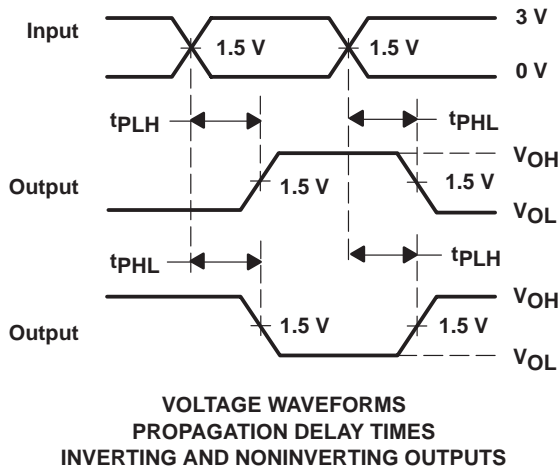 3 V
Input
1.5 V 1.5 V
0 V
tPLH tPHL
VOH
Output 1.5 V 1.5 V
VOL
tPHL tPLH
VOH
Output 1.5 V 1.5 V
VOL
VOLTAGE WAVEFORMS
PROPAGATION DELAY TIMES
INVERTING AND NONINVERTING OUTPUTS